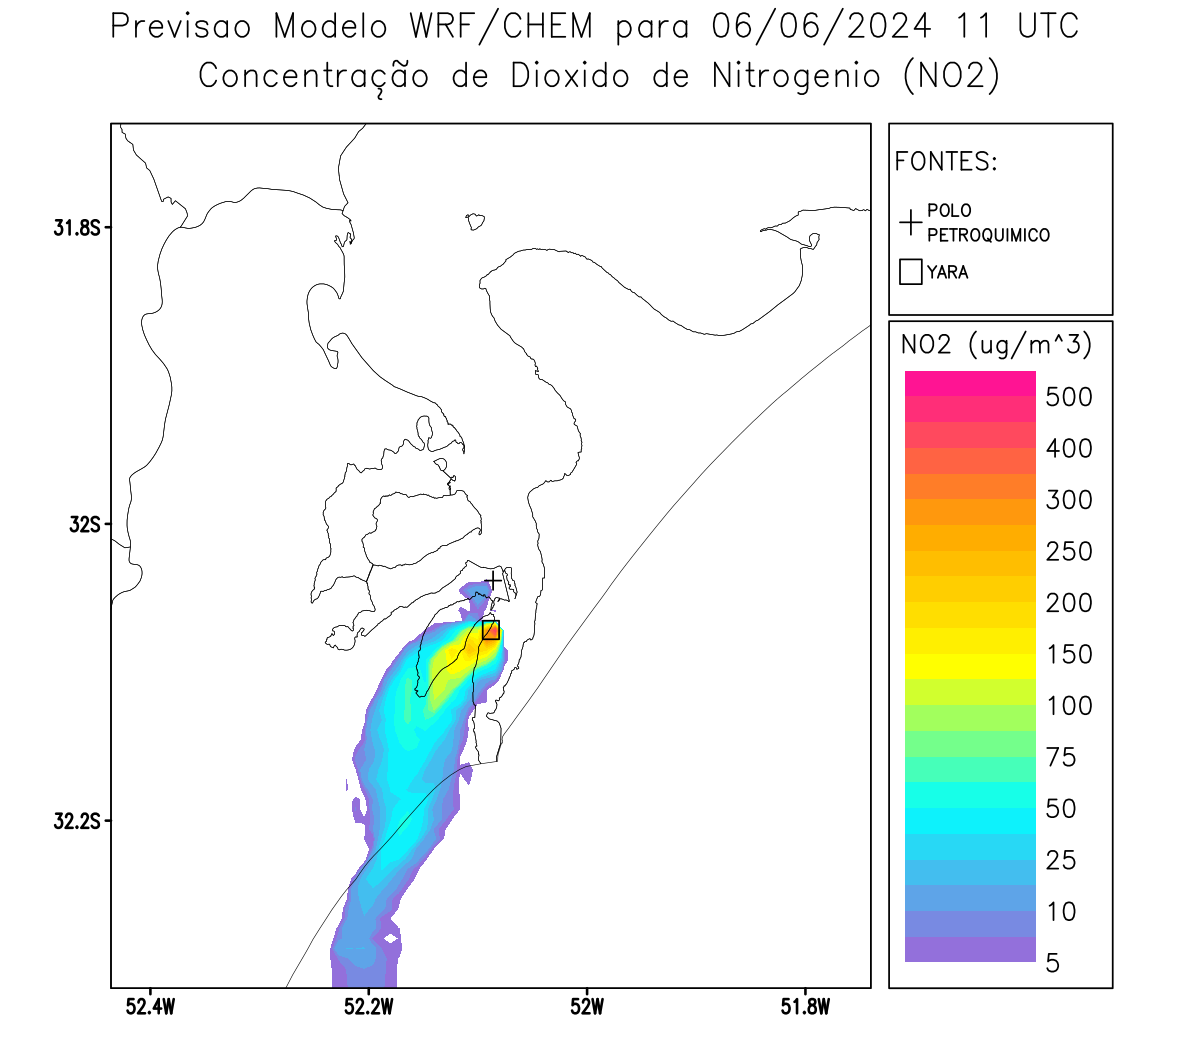 Previsao Modelo WRF/CHEM para 06/06/2024 11 UTC
Concentração de Dioxido de Nitrogenio (NO2)
FONTES:
POLO
PETROQUIMICO
YARA
NO2 (ug/m^3)
500
400
300
250
200
150
100
75
50
25
10
5
31.8S
32S
32.2S
52.4W
52.2W
52W
51.8W